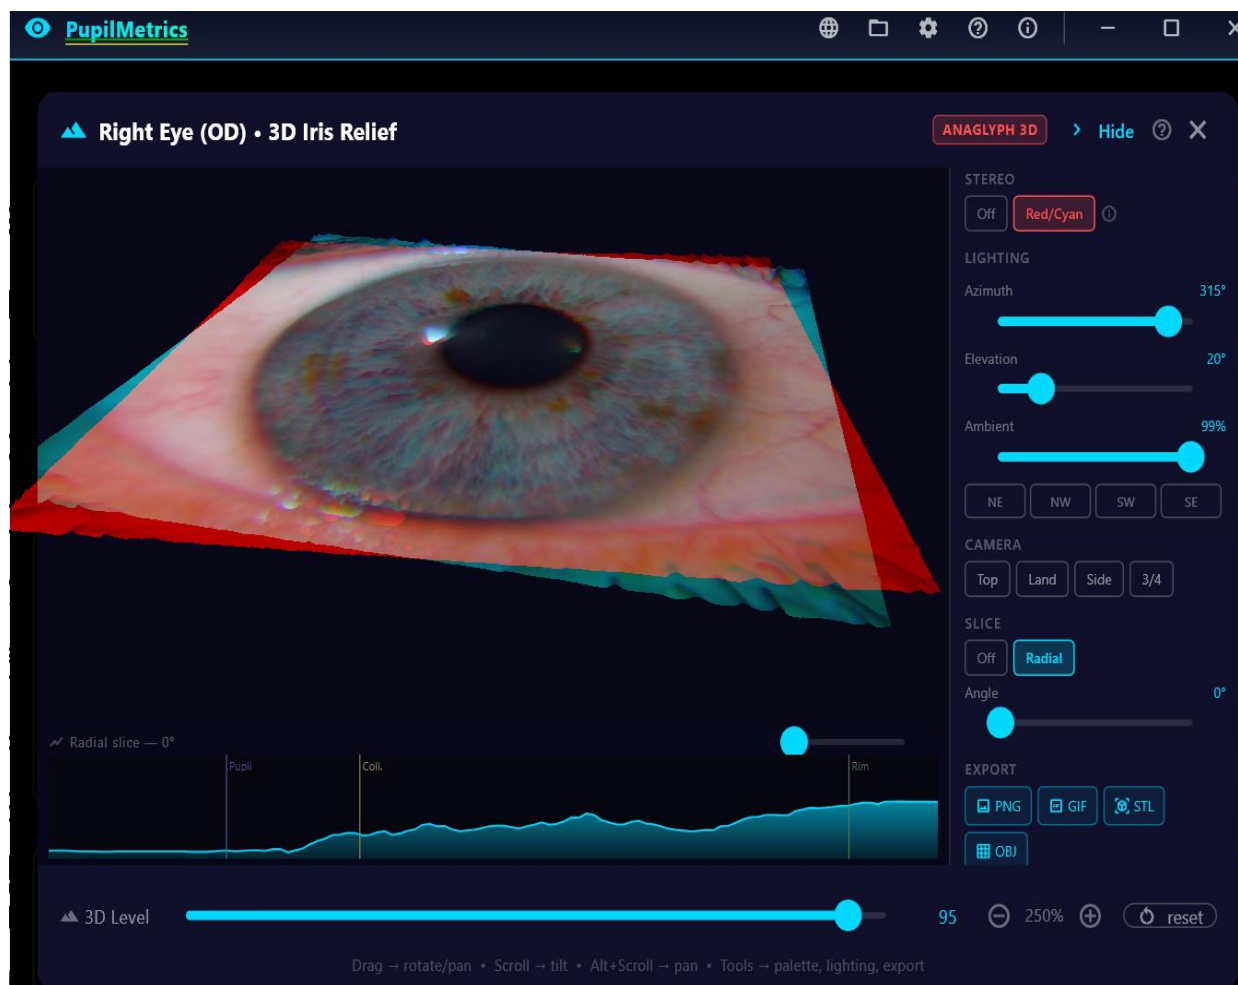 PupilMetrics
Right Eye (OD) • 3D Iris Relief
ANAGLYPH 3D
Hide
STEREO
Off Red/Cyan
LIGHTING
Azimuth 315°
Elevation 20°
Ambient 99%
NE NW SW SE
CAMERA
Top Land Side 3/4
SLICE
Off Radial
Angle 0°
Radial slice — 0°
Pupil Coll. Rim
EXPORT
PNG GIF STL
OBJ
3D Level 95 250% reset
Drag → rotate/pan • Scroll → tilt • Alt+Scroll → pan • Tools → palette, lighting, export